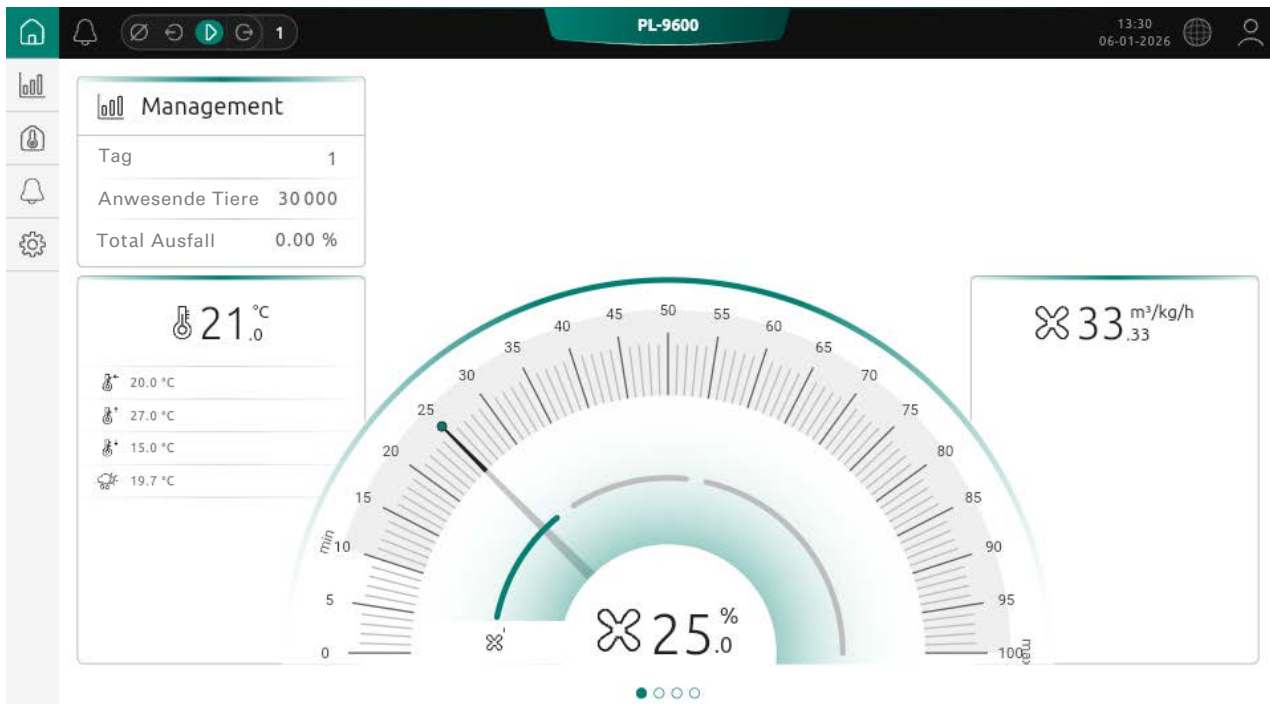 1
PL-9600
13:30
06-01-2026
Management
Tag 1
Anwesende Tiere 30 000
Total Ausfall 0.00 %
21.0 °C
20.0 °C
27.0 °C
15.0 °C
19.7 °C
0
5
10
min
15
20
25
30
35
40
45
50
55
60
65
70
75
80
85
90
95
100
max
25.0 %
33.33 m³/kg/h